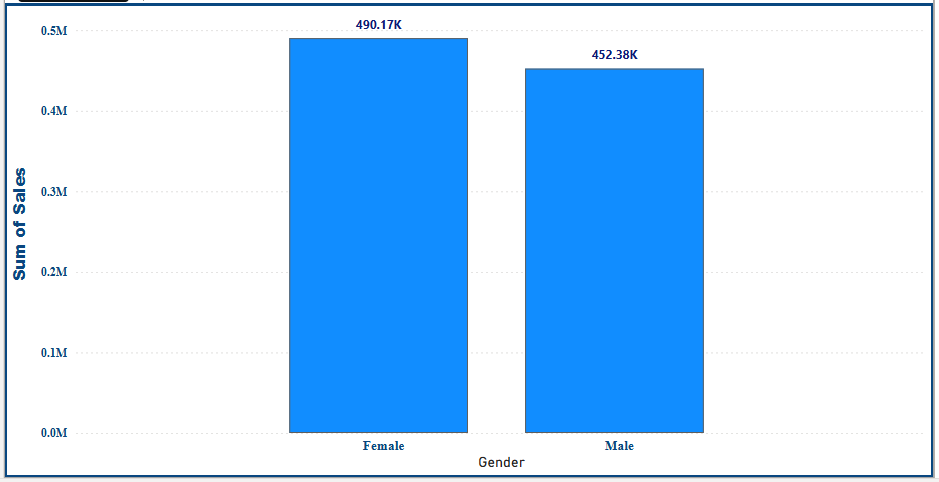 490.17K
452.38K
0.5M
0.4M
0.3M
0.2M
0.1M
0.0M
Sum of Sales
Female
Male
Gender